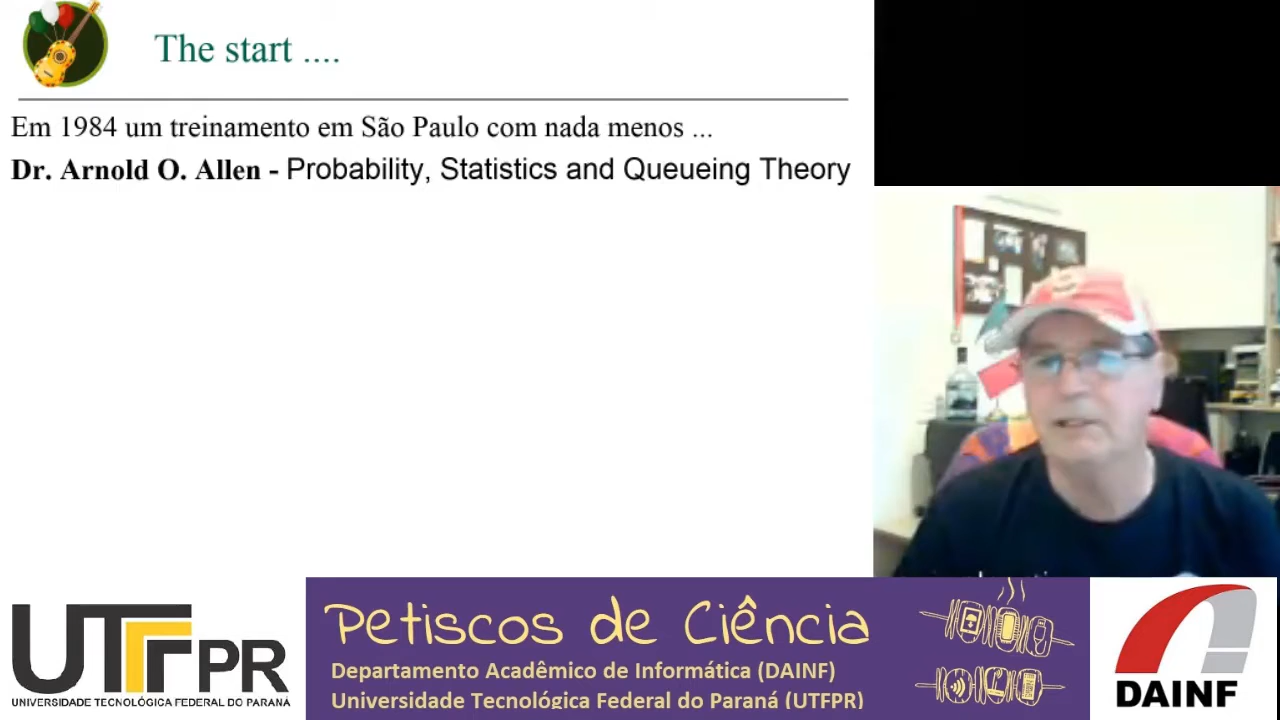 The start ....
Em 1984 um treinamento em São Paulo com nada menos ...
Dr. Arnold O. Allen - Probability, Statistics and Queueing Theory
UTFPR
UNIVERSIDADE TECNOLÓGICA FEDERAL DO PARANÁ
Petiscos de Ciência
Departamento Acadêmico de Informática (DAINF)
Universidade Tecnológica Federal do Paraná (UTFPR)
DAINF